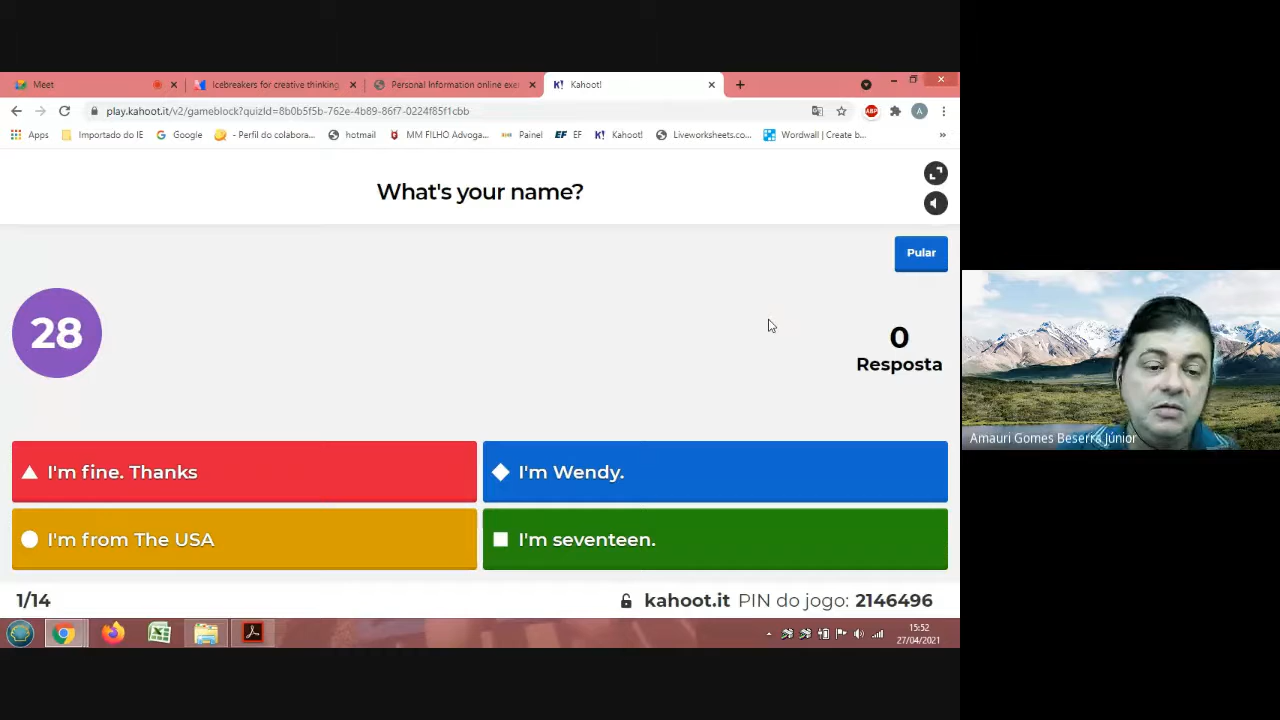 Meet
Icebreakers for creative thinking
Personal Information online exe
K! Kahoot!
play.kahoot.it/v2/gameblock?quizId=8b0b5f5b-762e-4b89-86f7-0224f85f1cbb
ABP
A
Apps
Importado do IE
Google
- Perfil do colabora...
hotmail
MM FILHO Advoga...
Painel
EF EF
K! Kahoot!
Liveworksheets.co...
Wordwall | Create b...
What's your name?
Pular
28
0
Resposta
I'm fine. Thanks
I'm Wendy.
I'm from The USA
I'm seventeen.
1/14
kahoot.it PIN do jogo: 2146496
15:52
27/04/2021
Amauri Gomes Beserra Júnior